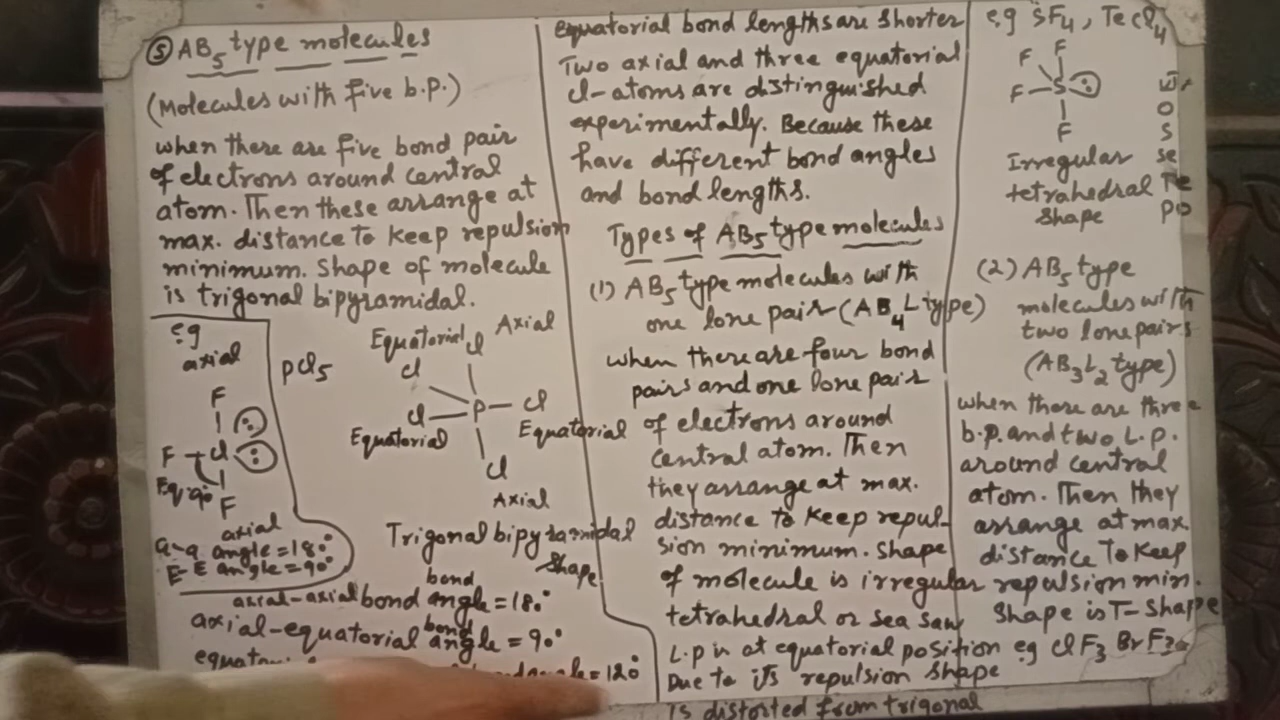 ⑤ AB5 type molecules
(Molecules with five b.p.)
when there are five bond pair
of electrons around central
atom. Then these arrange at
max. distance to keep repulsion
minimum. Shape of molecule
is trigonal bipyramidal.
e.g
axial
F
F Cl
Eq 90°
F
axial
a-a angle = 180°
E-E angle = 90°
PCl5
Equatorial Cl Axial
Cl
Cl P Cl
Equatorial Equatorial
Cl
Axial
Trigonal bipyramidal
Shape
axial-axial bond angle = 180°
bond
axial-equatorial bond angle = 90°
= 120°
equatorial bond lengths are shorter
Two axial and three equatorial
Cl-atoms are distinguished
experimentally. Because these
have different bond angles
and bond lengths.
Types of AB5 type molecules
(1) AB5 type molecules with
one lone pair (AB4L type)
when there are four bond
pairs and one lone pair
of electrons around
central atom. Then
they arrange at max.
distance to keep repul-
sion minimum. Shape
of molecule is irregular
tetrahedral or sea saw
L.p is at equatorial position
Due to its repulsion shape
is distorted from trigonal
e.g SF4, TeCl4
F
F
F S
F
Irregular
tetrahedral
Shape
O
S
Se
Te
Po
(2) AB5 type
molecules with
two lone pairs
(AB3L2 type)
when there are three
b.p. and two L.p.
around central
atom. Then they
arrange at max.
distance To keep
repulsion min.
Shape is T-Shape
eg ClF3 BrF3